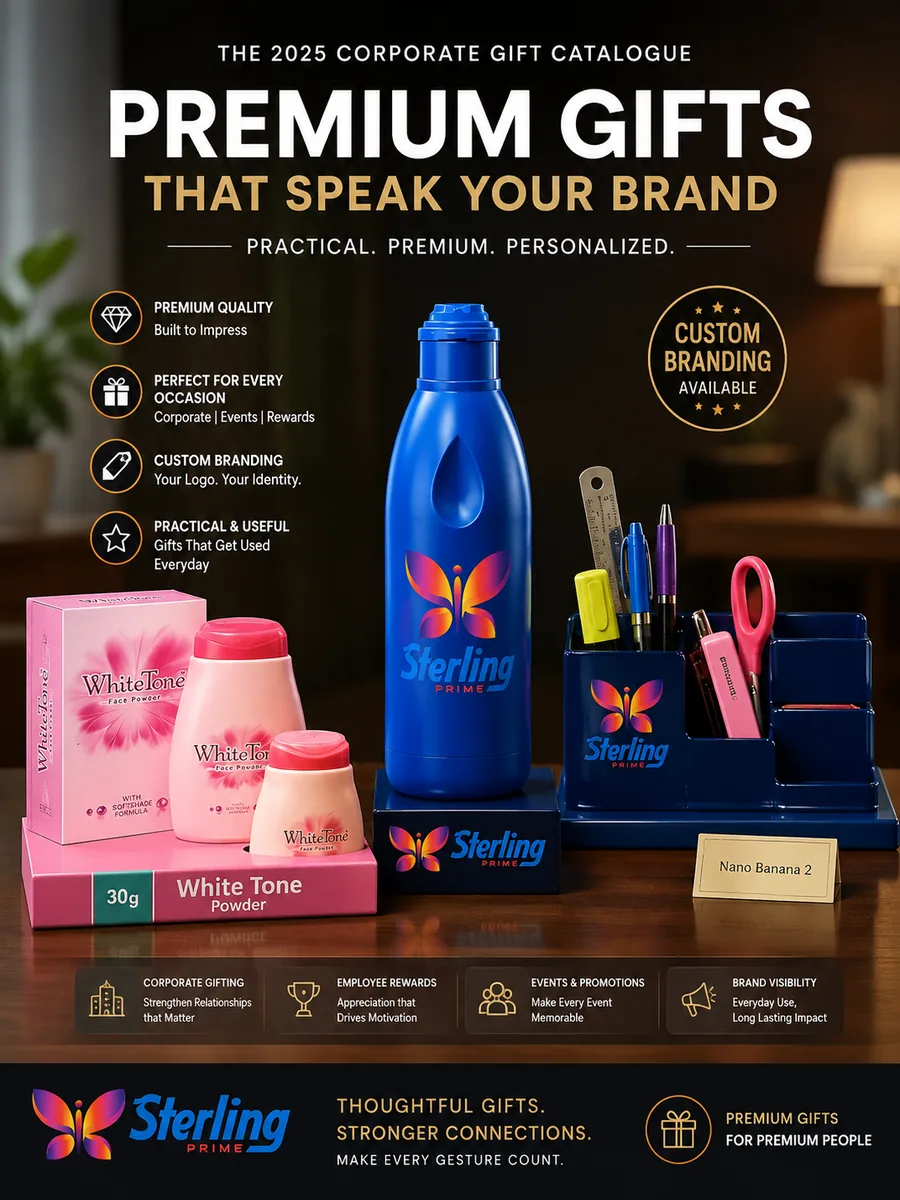 THE 2025 CORPORATE GIFT CATALOGUE
PREMIUM GIFTS
THAT SPEAK YOUR BRAND
PRACTICAL. PREMIUM. PERSONALIZED.
PREMIUM QUALITY
Built to Impress
PERFECT FOR EVERY
OCCASION
Corporate | Events | Rewards
CUSTOM BRANDING
Your Logo. Your Identity.
PRACTICAL & USEFUL
Gifts That Get Used
Everyday
CUSTOM
BRANDING
AVAILABLE
WhiteTone
WhiteTone
Face Powder
WhiteTone
WITH
SOFTSHADE
FORMULA
WhiteTon
Face Powder
WhiteTone
Face Powder
30g
White Tone
Powder
Sterling
PRIME
Sterling
PRIME
Sterling
PRIME
Nano Banana 2
CORPORATE GIFTING
Strengthen Relationships
that Matter
EMPLOYEE REWARDS
Appreciation that
Drives Motivation
EVENTS & PROMOTIONS
Make Every Event
Memorable
BRAND VISIBILITY
Everyday Use,
Long Lasting Impact
Sterling
PRIME
THOUGHTFUL GIFTS.
STRONGER CONNECTIONS.
MAKE EVERY GESTURE COUNT.
PREMIUM GIFTS
FOR PREMIUM PEOPLE